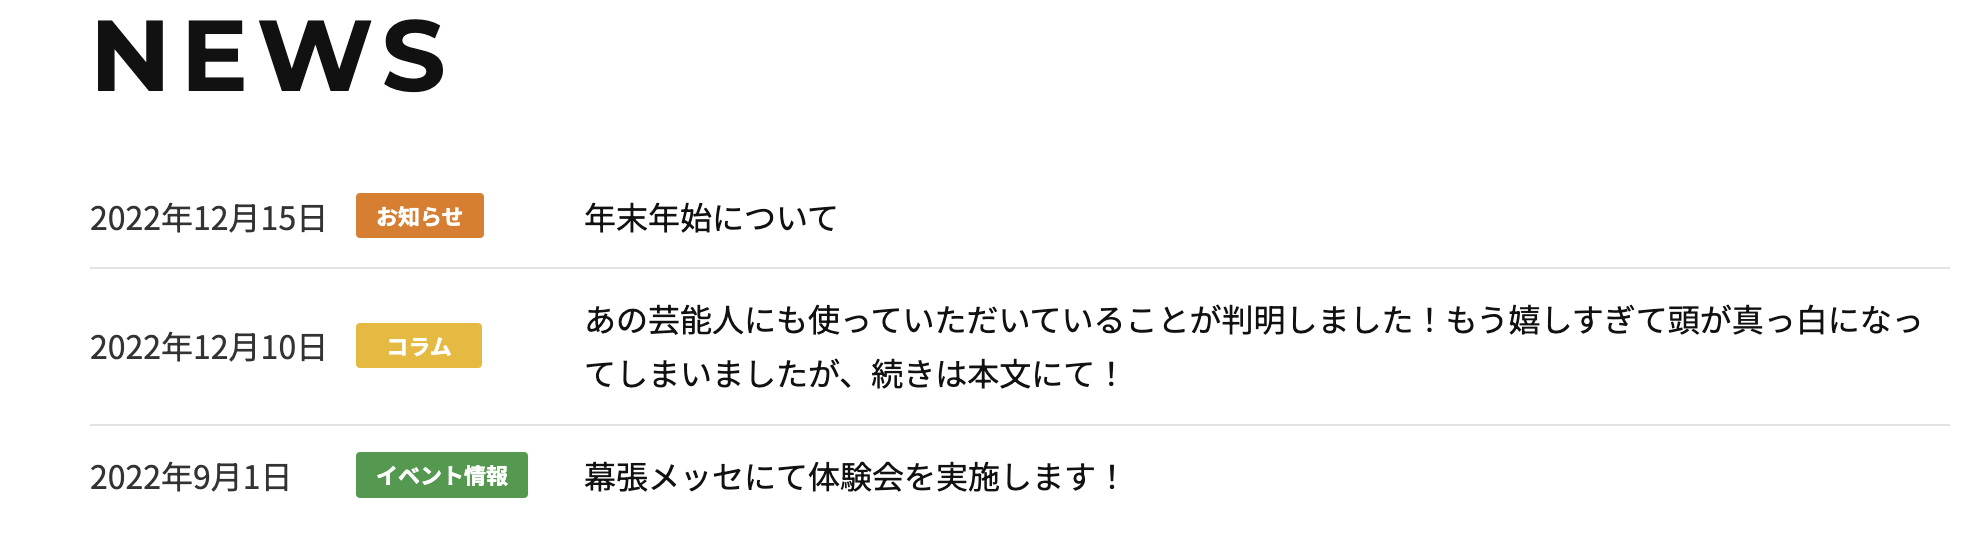 NEWS
2022年12月15日 お知らせ 年末年始について
2022年12月10日 コラム あの芸能人にも使っていただいていることが判明しました！もう嬉しすぎて頭が真っ白になっ
てしまいましたが、続きは本文にて！
2022年9月1日 イベント情報 幕張メッセにて体験会を実施します！